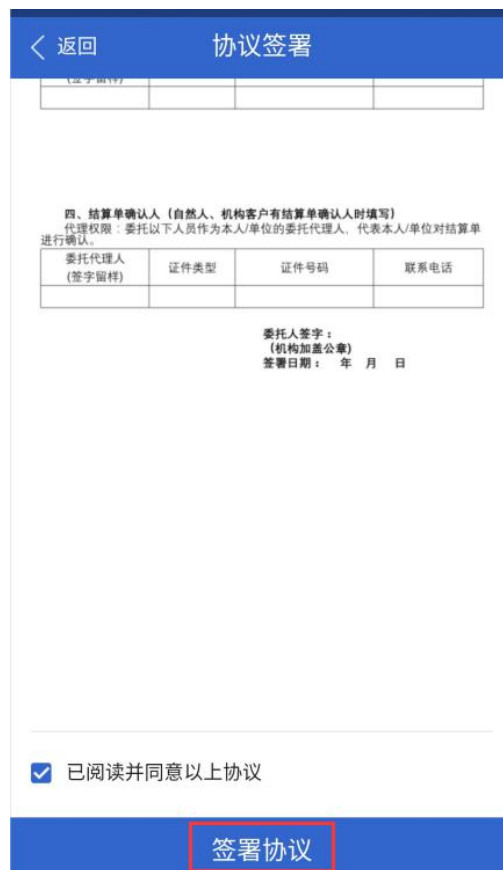 返回
协议签署
(签字留样)
四、结算单确认人（自然人、机构客户有结算单确认人时填写）
代理权限：委托以下人员作为本人/单位的委托代理人，代表本人/单位对结算单
进行确认。
委托代理人
(签字留样)
证件类型
证件号码
联系电话
委托人签字：
(机构加盖公章)
签署日期： 年 月 日
已阅读并同意以上协议
签署协议